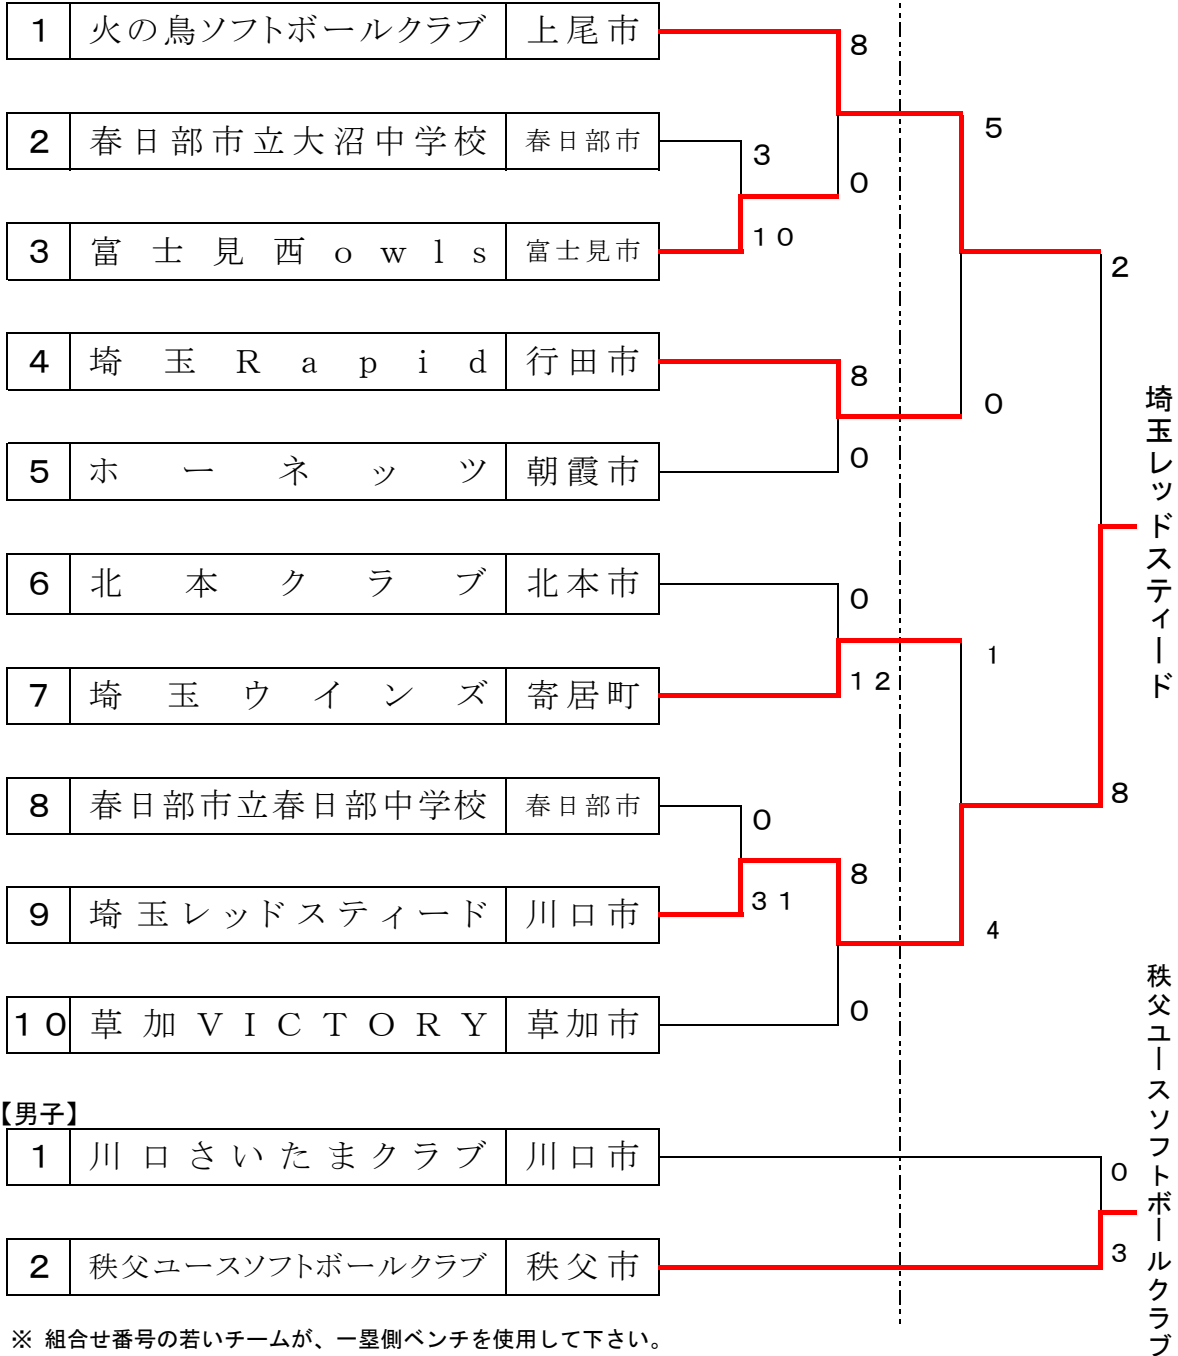 1 火の鳥ソフトボールクラブ 上尾市
8
5
2 春日部市立大沼中学校 春日部市
3
0
3 富士見西owls 富士見市
10
2
4 埼玉Rapid 行田市
8
0
5 ホーネッツ 朝霞市
0
埼玉レッドスティード
6 北本クラブ 北本市
0
1
7 埼玉ウインズ 寄居町
12
8 春日部市立春日部中学校 春日部市
0
8
8
9 埼玉レッドスティード 川口市
31
4
10 草加VICTORY 草加市
0
【男子】
1 川口さいたまクラブ 川口市
0
2 秩父ユースソフトボールクラブ 秩父市
3
秩父ユースソフトボールクラブ
※ 組合せ番号の若いチームが、一塁側ベンチを使用して下さい。